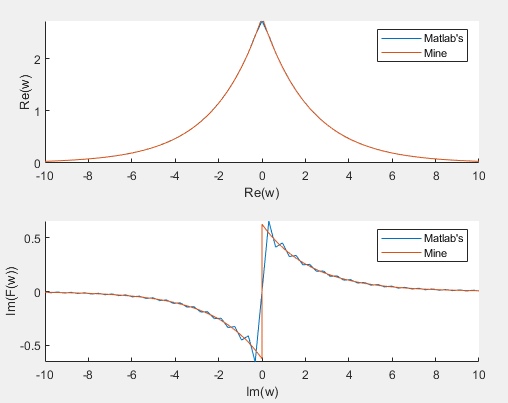 Matlab's
Mine
Re(w)
2
1
0
-10 -8 -6 -4 -2 0 2 4 6 8 10
Re(w)
Matlab's
Mine
Im(F(w))
0.5
0
-0.5
-10 -8 -6 -4 -2 0 2 4 6 8 10
Im(w)